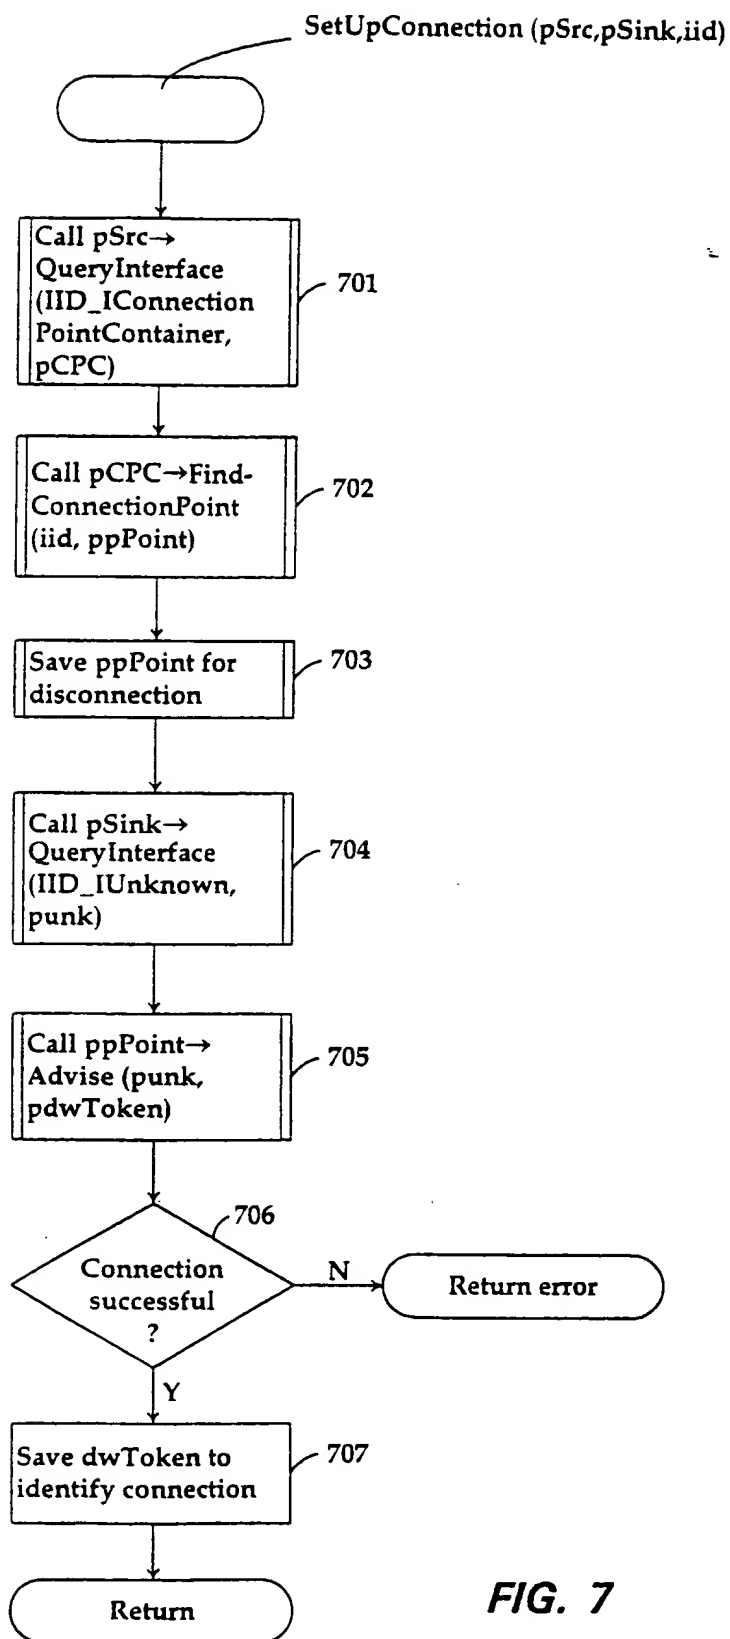 SetUpConnection (pSrc,pSink,iid)
Call pSrc→
QueryInterface
(IID_IConnection
PointContainer,
pCPC)
701
Call pCPC→Find-
ConnectionPoint
(iid, ppPoint)
702
Save ppPoint for
disconnection
703
Call pSink→
QueryInterface
(IID_IUnknown,
punk)
704
Call ppPoint→
Advise (punk,
pdwToken)
705
706
Connection
successful
?
N
Return error
Y
Save dwToken to
identify connection
707
Return
FIG. 7